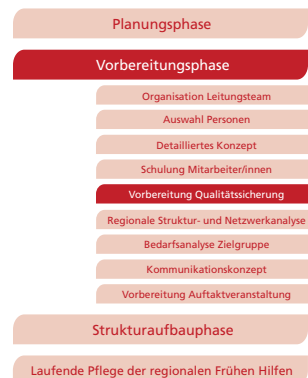 Planungsphase
Vorbereitungsphase
Organisation Leitungsteam
Auswahl Personen
Detailliertes Konzept
Schulung Mitarbeiter/innen
Vorbereitung Qualitätssicherung
Regionale Struktur- und Netzwerkanalyse
Bedarfsanalyse Zielgruppe
Kommunikationskonzept
Vorbereitung Auftaktveranstaltung
Strukturaufbauphase
Laufende Pflege der regionalen Frühen Hilfen